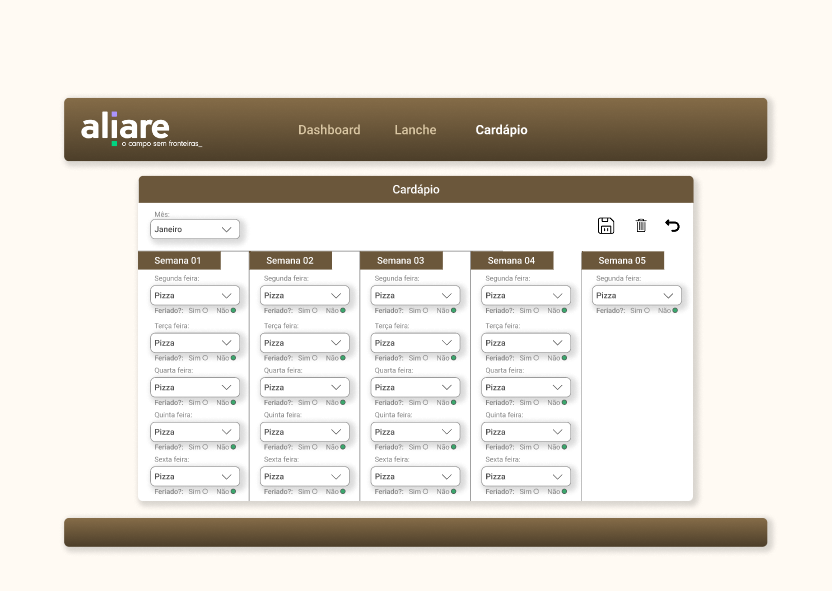 aliare
o campo sem fronteiras_
Dashboard Lanche Cardápio
Cardápio
Mês:
Janeiro
Semana 01 Semana 02 Semana 03 Semana 04 Semana 05
Segunda feira: Segunda feira: Segunda feira: Segunda feira: Segunda feira:
Pizza Pizza Pizza Pizza Pizza
Feriado?: Sim Não Feriado?: Sim Não Feriado?: Sim Não Feriado?: Sim Não Feriado?: Sim Não
Terça feira: Terça feira: Terça feira: Terça feira:
Pizza Pizza Pizza Pizza
Feriado?: Sim Não Feriado?: Sim Não Feriado?: Sim Não Feriado?: Sim Não
Quarta feira: Quarta feira: Quarta feira: Quarta feira:
Pizza Pizza Pizza Pizza
Feriado?: Sim Não Feriado?: Sim Não Feriado?: Sim Não Feriado?: Sim Não
Quinta feira: Quinta feira: Quinta feira: Quinta feira:
Pizza Pizza Pizza Pizza
Feriado?: Sim Não Feriado?: Sim Não Feriado?: Sim Não Feriado?: Sim Não
Sexta feira: Sexta feira: Sexta feira: Sexta feira:
Pizza Pizza Pizza Pizza
Feriado?: Sim Não Feriado?: Sim Não Feriado?: Sim Não Feriado?: Sim Não